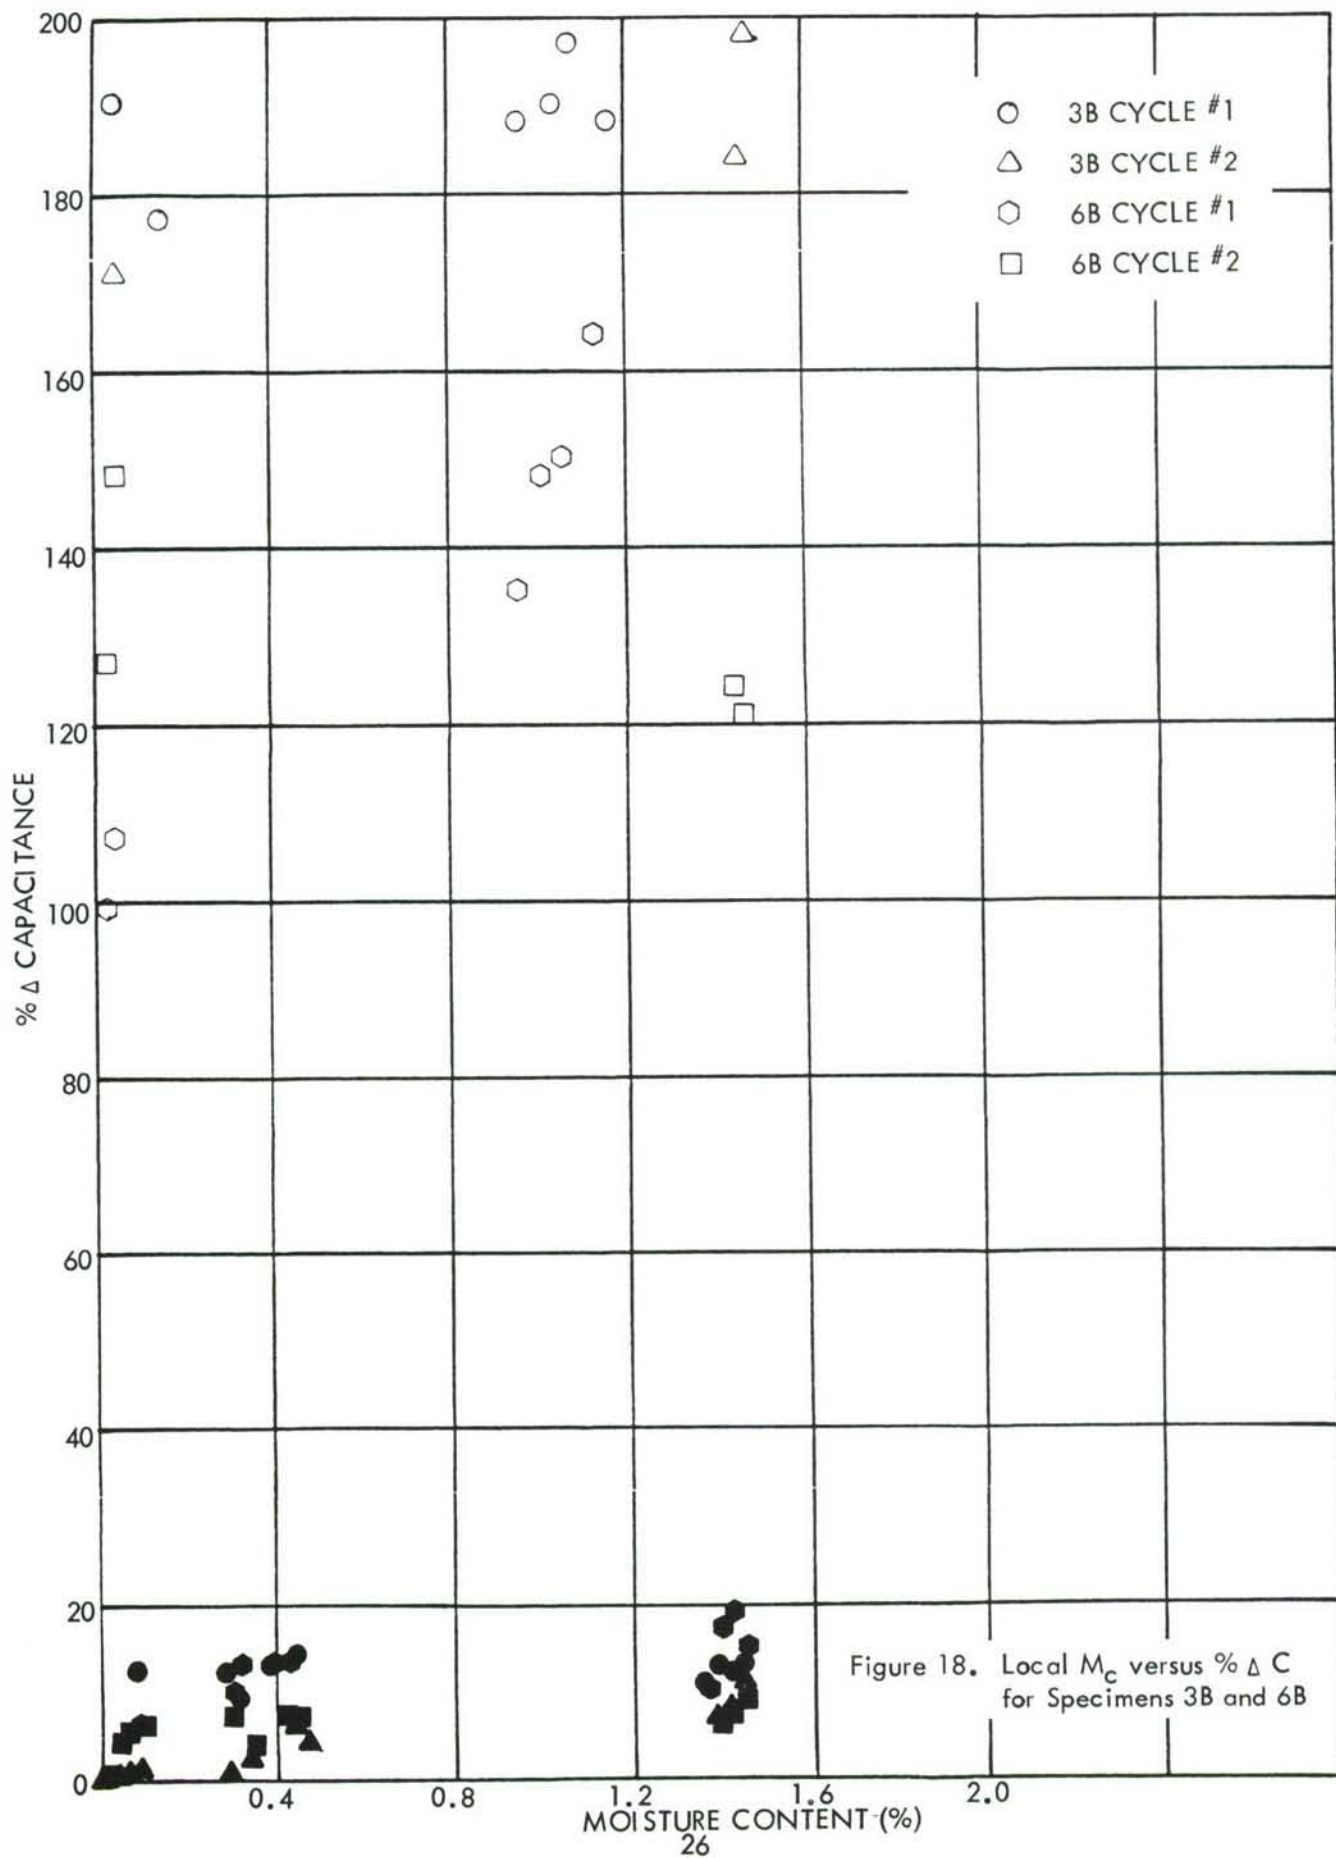 200
○ 3B CYCLE #1
△ 3B CYCLE #2
⬡ 6B CYCLE #1
□ 6B CYCLE #2
180
160
140
120
100
80
60
40
20
0
% Δ CAPACITANCE
Figure 18. Local Mc versus % Δ C
for Specimens 3B and 6B
0.4 0.8 1.2 1.6 2.0
MOISTURE CONTENT (%)
26